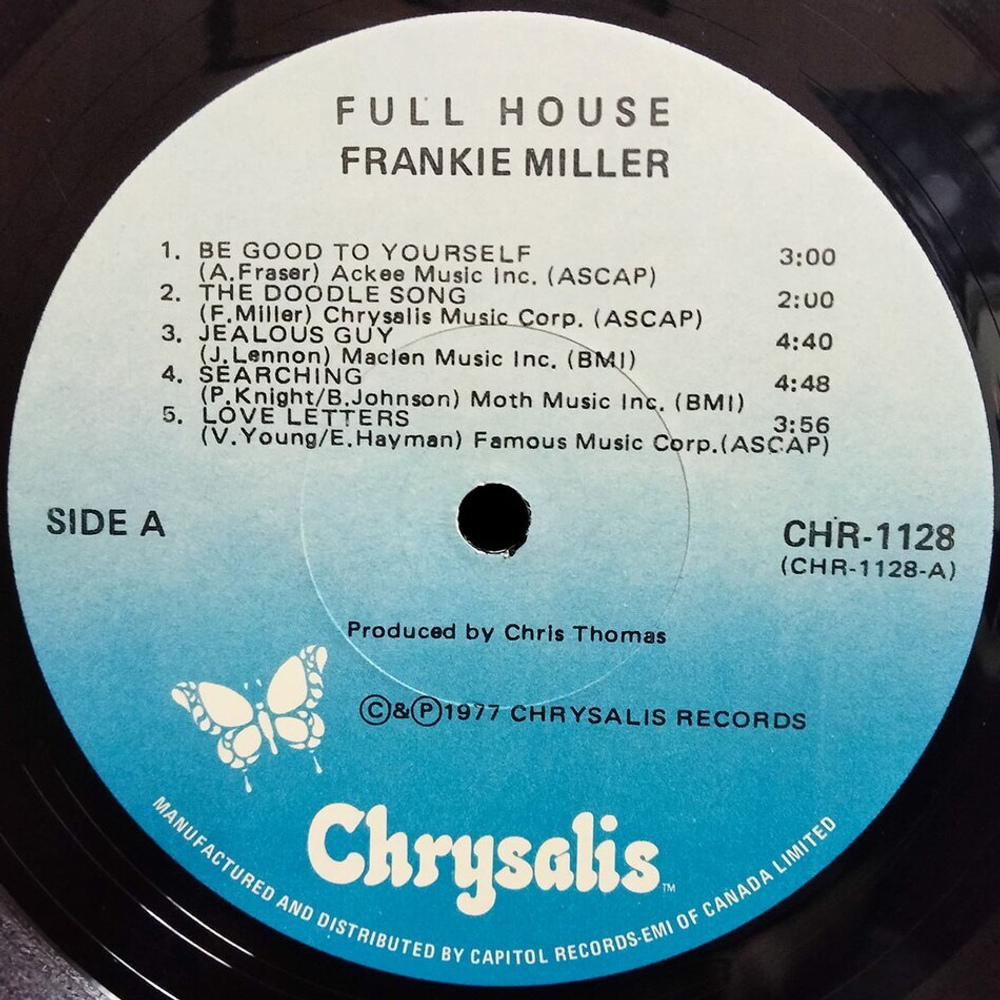 FULL HOUSE
FRANKIE MILLER
1. BE GOOD TO YOURSELF 3:00
(A.Fraser) Ackee Music Inc. (ASCAP)
2. THE DOODLE SONG 2:00
(F.Miller) Chrysalis Music Corp. (ASCAP)
3. JEALOUS GUY 4:40
(J.Lennon) Maclen Music Inc. (BMI)
4. SEARCHING 4:48
(P.Knight/B.Johnson) Moth Music Inc. (BMI)
5. LOVE LETTERS 3:56
(V.Young/E.Hayman) Famous Music Corp.(ASCAP)
SIDE A
CHR-1128
(CHR-1128-A)
Produced by Chris Thomas
Ⓒ&Ⓟ1977 CHRYSALIS RECORDS
Chrysalis™
MANUFACTURED AND DISTRIBUTED BY CAPITOL RECORDS-EMI OF CANADA LIMITED